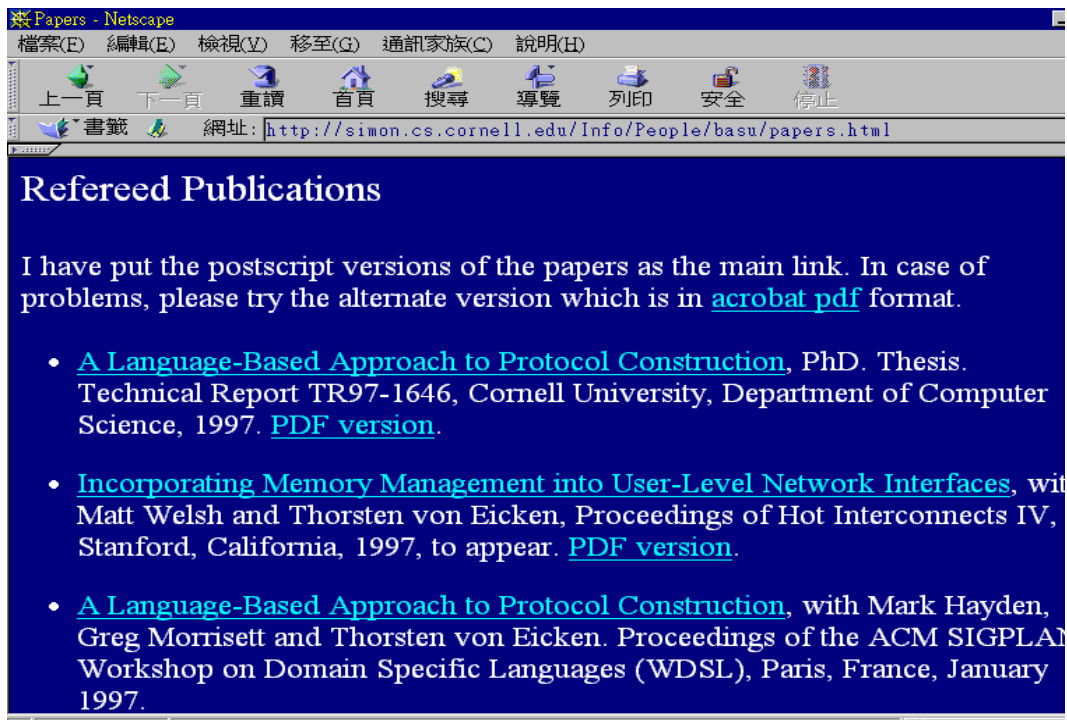 Papers - Netscape
檔案(F) 編輯(E) 檢視(V) 移至(G) 通訊家族(C) 說明(H)
上一頁 下一頁 重讀 首頁 搜尋 導覽 列印 安全 停止
書籤 網址: http://simon.cs.cornell.edu/Info/People/basu/papers.html
Refereed Publications
I have put the postscript versions of the papers as the main link. In case of
problems, please try the alternate version which is in acrobat pdf format.
• A Language-Based Approach to Protocol Construction, PhD. Thesis.
Technical Report TR97-1646, Cornell University, Department of Computer
Science, 1997. PDF version.
• Incorporating Memory Management into User-Level Network Interfaces, wit
Matt Welsh and Thorsten von Eicken, Proceedings of Hot Interconnects IV,
Stanford, California, 1997, to appear. PDF version.
• A Language-Based Approach to Protocol Construction, with Mark Hayden,
Greg Morrisett and Thorsten von Eicken. Proceedings of the ACM SIGPLAN
Workshop on Domain Specific Languages (WDSL), Paris, France, January
1997.